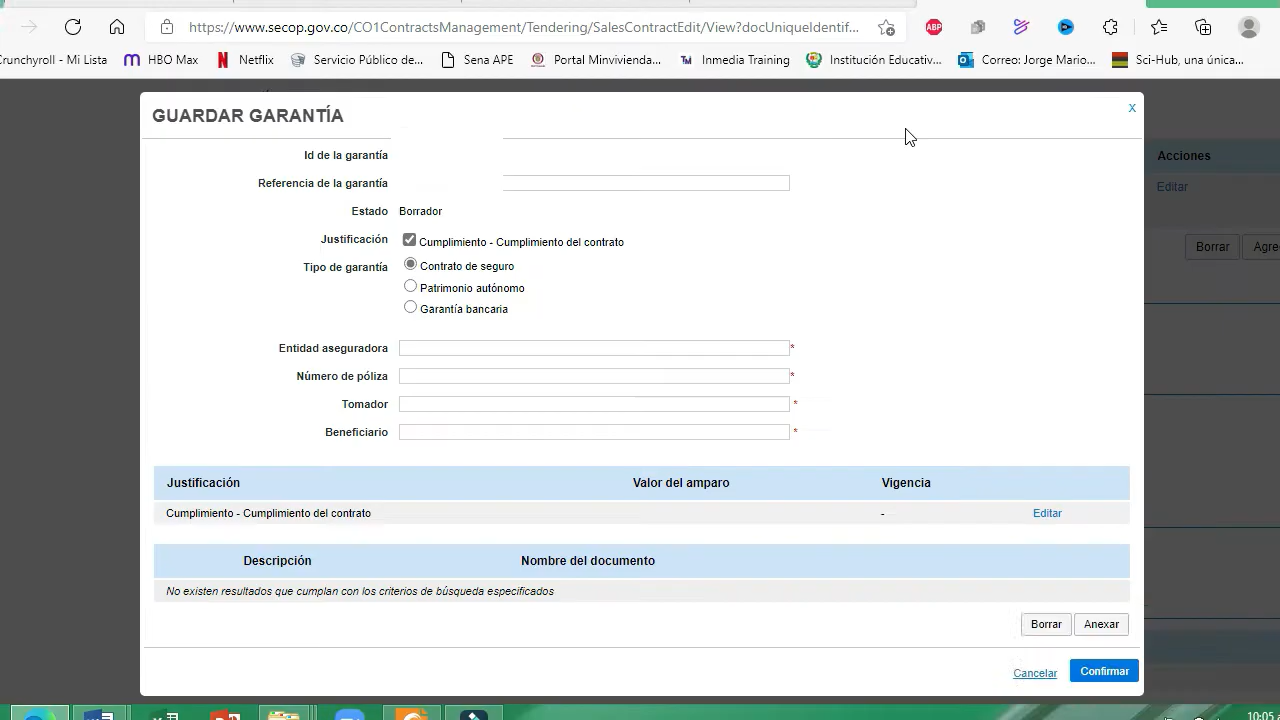 https://www.secop.gov.co/CO1ContractsManagement/Tendering/SalesContractEdit/View?docUniqueIdentif...
ABP
Crunchyroll - Mi Lista HBO Max Netflix Servicio Público d... Sena APE Portal Minvivienda... Inmedia Training Institución Educativ... Correo: Jorge Mario... Sci-Hub, una única...
GUARDAR GARANTÍA X
Id de la garantía
Referencia de la garantía
Estado Borrador
Justificación Cumplimiento - Cumplimiento del contrato
Tipo de garantía Contrato de seguro
Patrimonio autónomo
Garantía bancaria
Entidad aseguradora *
Número de póliza *
Tomador *
Beneficiario *
Justificación Valor del amparo Vigencia
Cumplimiento - Cumplimiento del contrato - Editar
Descripción Nombre del documento
No existen resultados que cumplan con los criterios de búsqueda especificados
Borrar Anexar
Cancelar Confirmar
Acciones
Editar
Borrar Agre
10:05